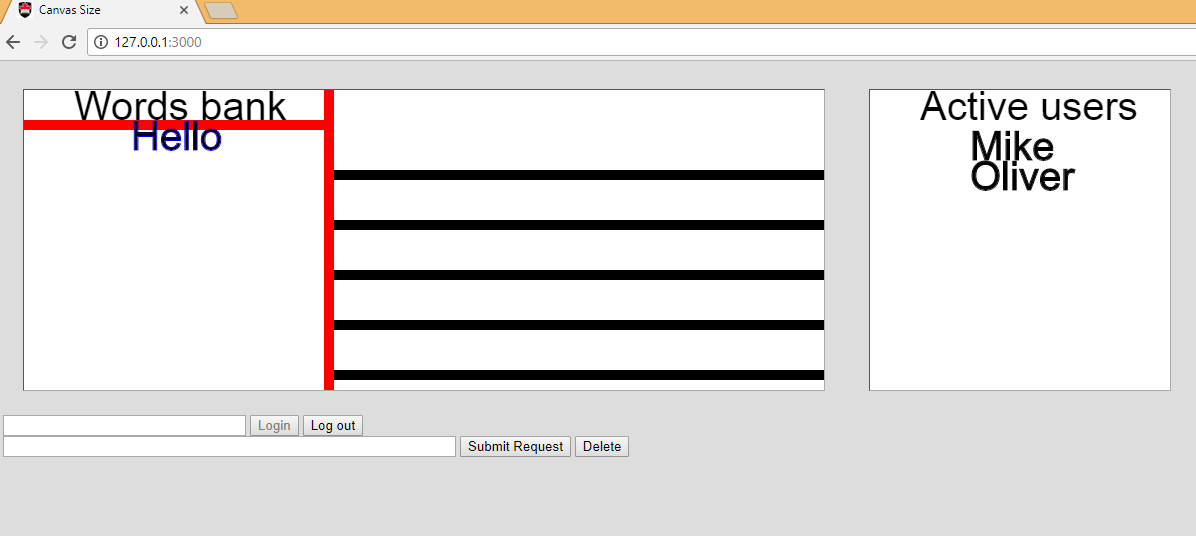 Canvas Size
127.0.0.1:3000
Words bank
Hello
Active users
Mike
Oliver
Login Log out
Submit Request Delete